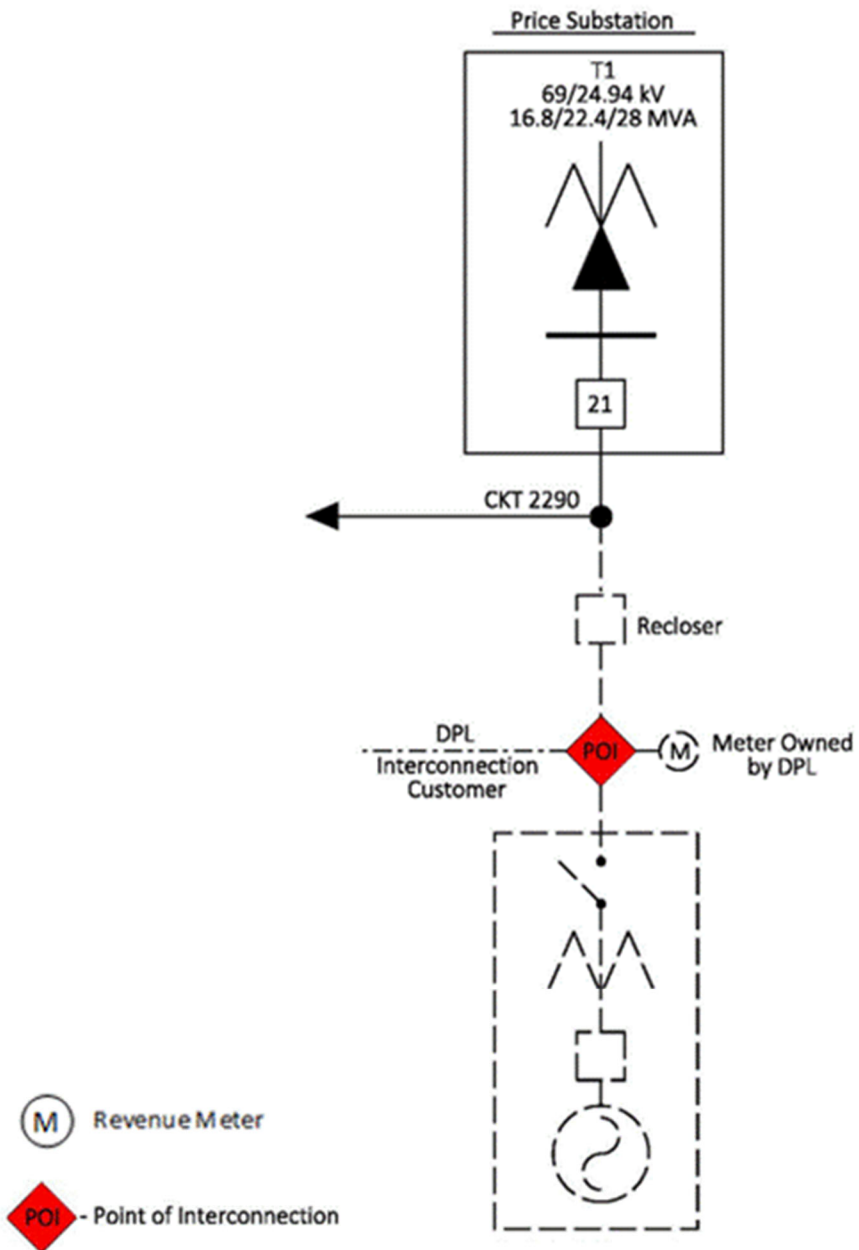 Price Substation
T1
69/24.94 kV
16.8/22.4/28 MVA
21
CKT 2290
Recloser
DPL
POI
M
Meter Owned
by DPL
Interconnection
Customer
M
Revenue Meter
POI
- Point of Interconnection